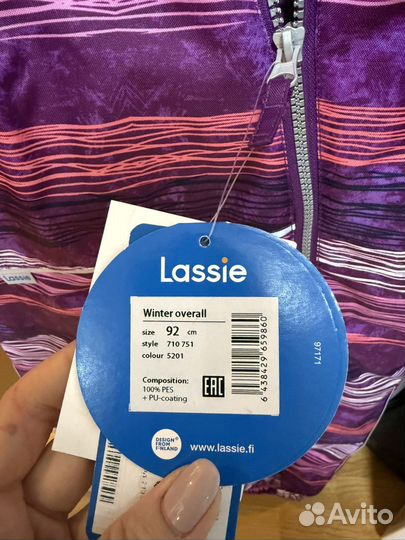 Lassie
Lassie
Winter overall
size 92 cm
style 710 751
colour 5201
Composition:
100% PES
+ PU-coating
EAC
6 438429 659860
97171
DESIGN
FROM
FINLAND
www.lassie.fi
Avito